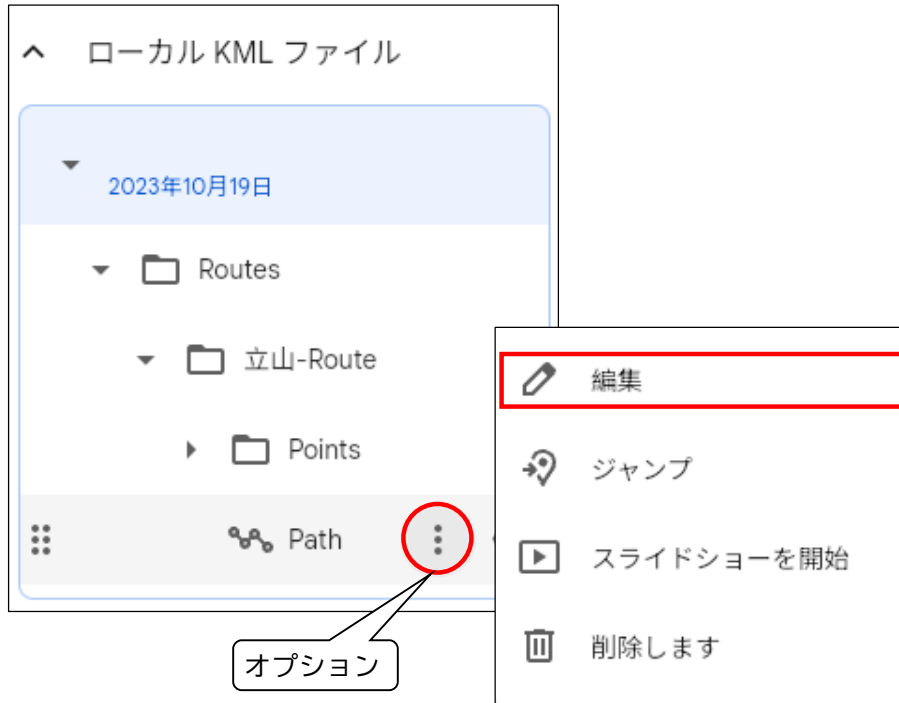 ローカル KML ファイル
2023年10月19日
Routes
立山-Route
Points
Path
オプション
編集
ジャンプ
スライドショーを開始
削除します